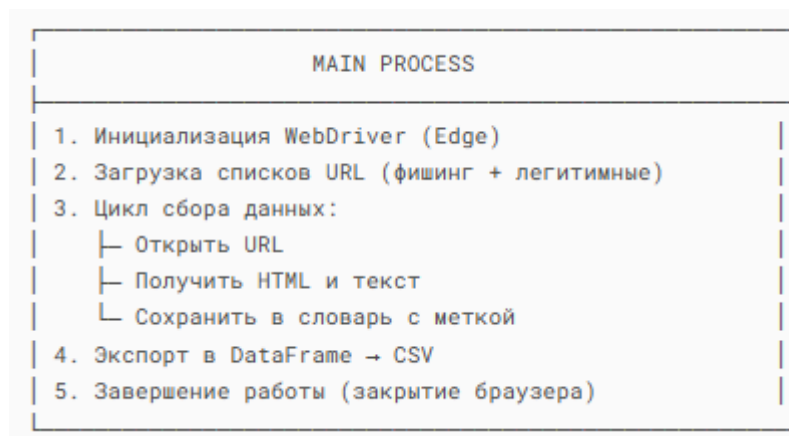 MAIN PROCESS
1. Инициализация WebDriver (Edge)
2. Загрузка списков URL (фишинг + легитимные)
3. Цикл сбора данных:
├─ Открыть URL
├─ Получить HTML и текст
└─ Сохранить в словарь с меткой
4. Экспорт в DataFrame → CSV
5. Завершение работы (закрытие браузера)